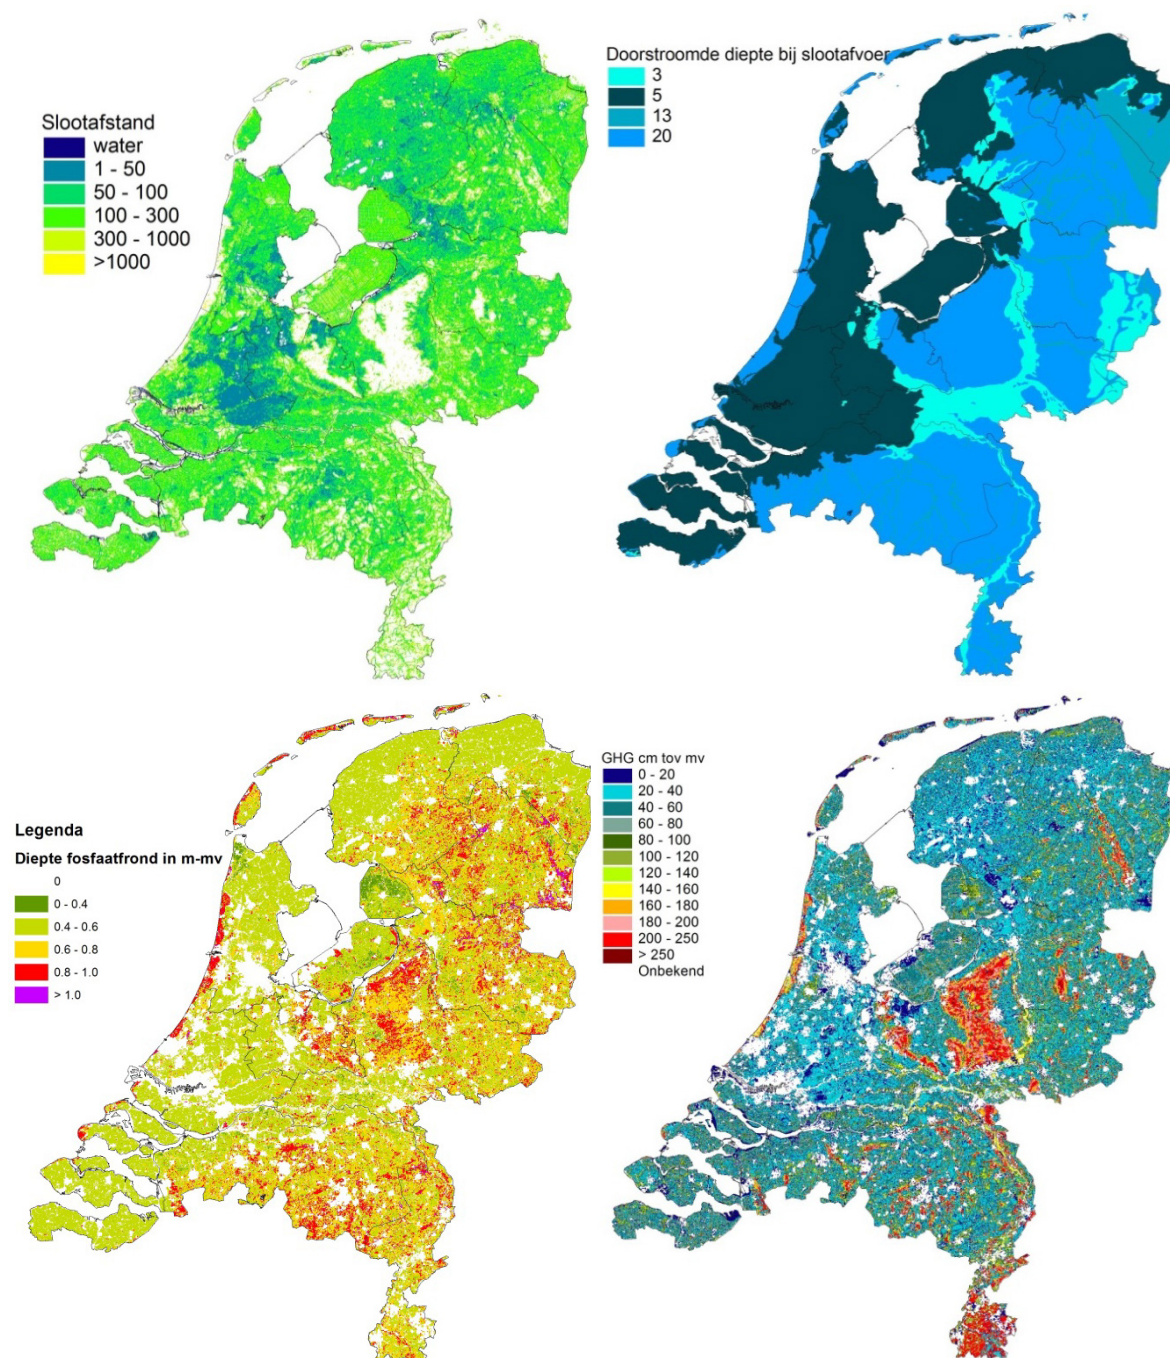 Slootafstand
water
1 - 50
50 - 100
100 - 300
300 - 1000
>1000
Doorstroomde diepte bij slootafvoer
3
5
13
20
Legenda
Diepte fosfaatfrond in m-mv
0
0 - 0.4
0.4 - 0.6
0.6 - 0.8
0.8 - 1.0
> 1.0
GHG cm tov mv
0 - 20
20 - 40
40 - 60
60 - 80
80 - 100
100 - 120
120 - 140
140 - 160
160 - 180
180 - 200
200 - 250
> 250
Onbekend